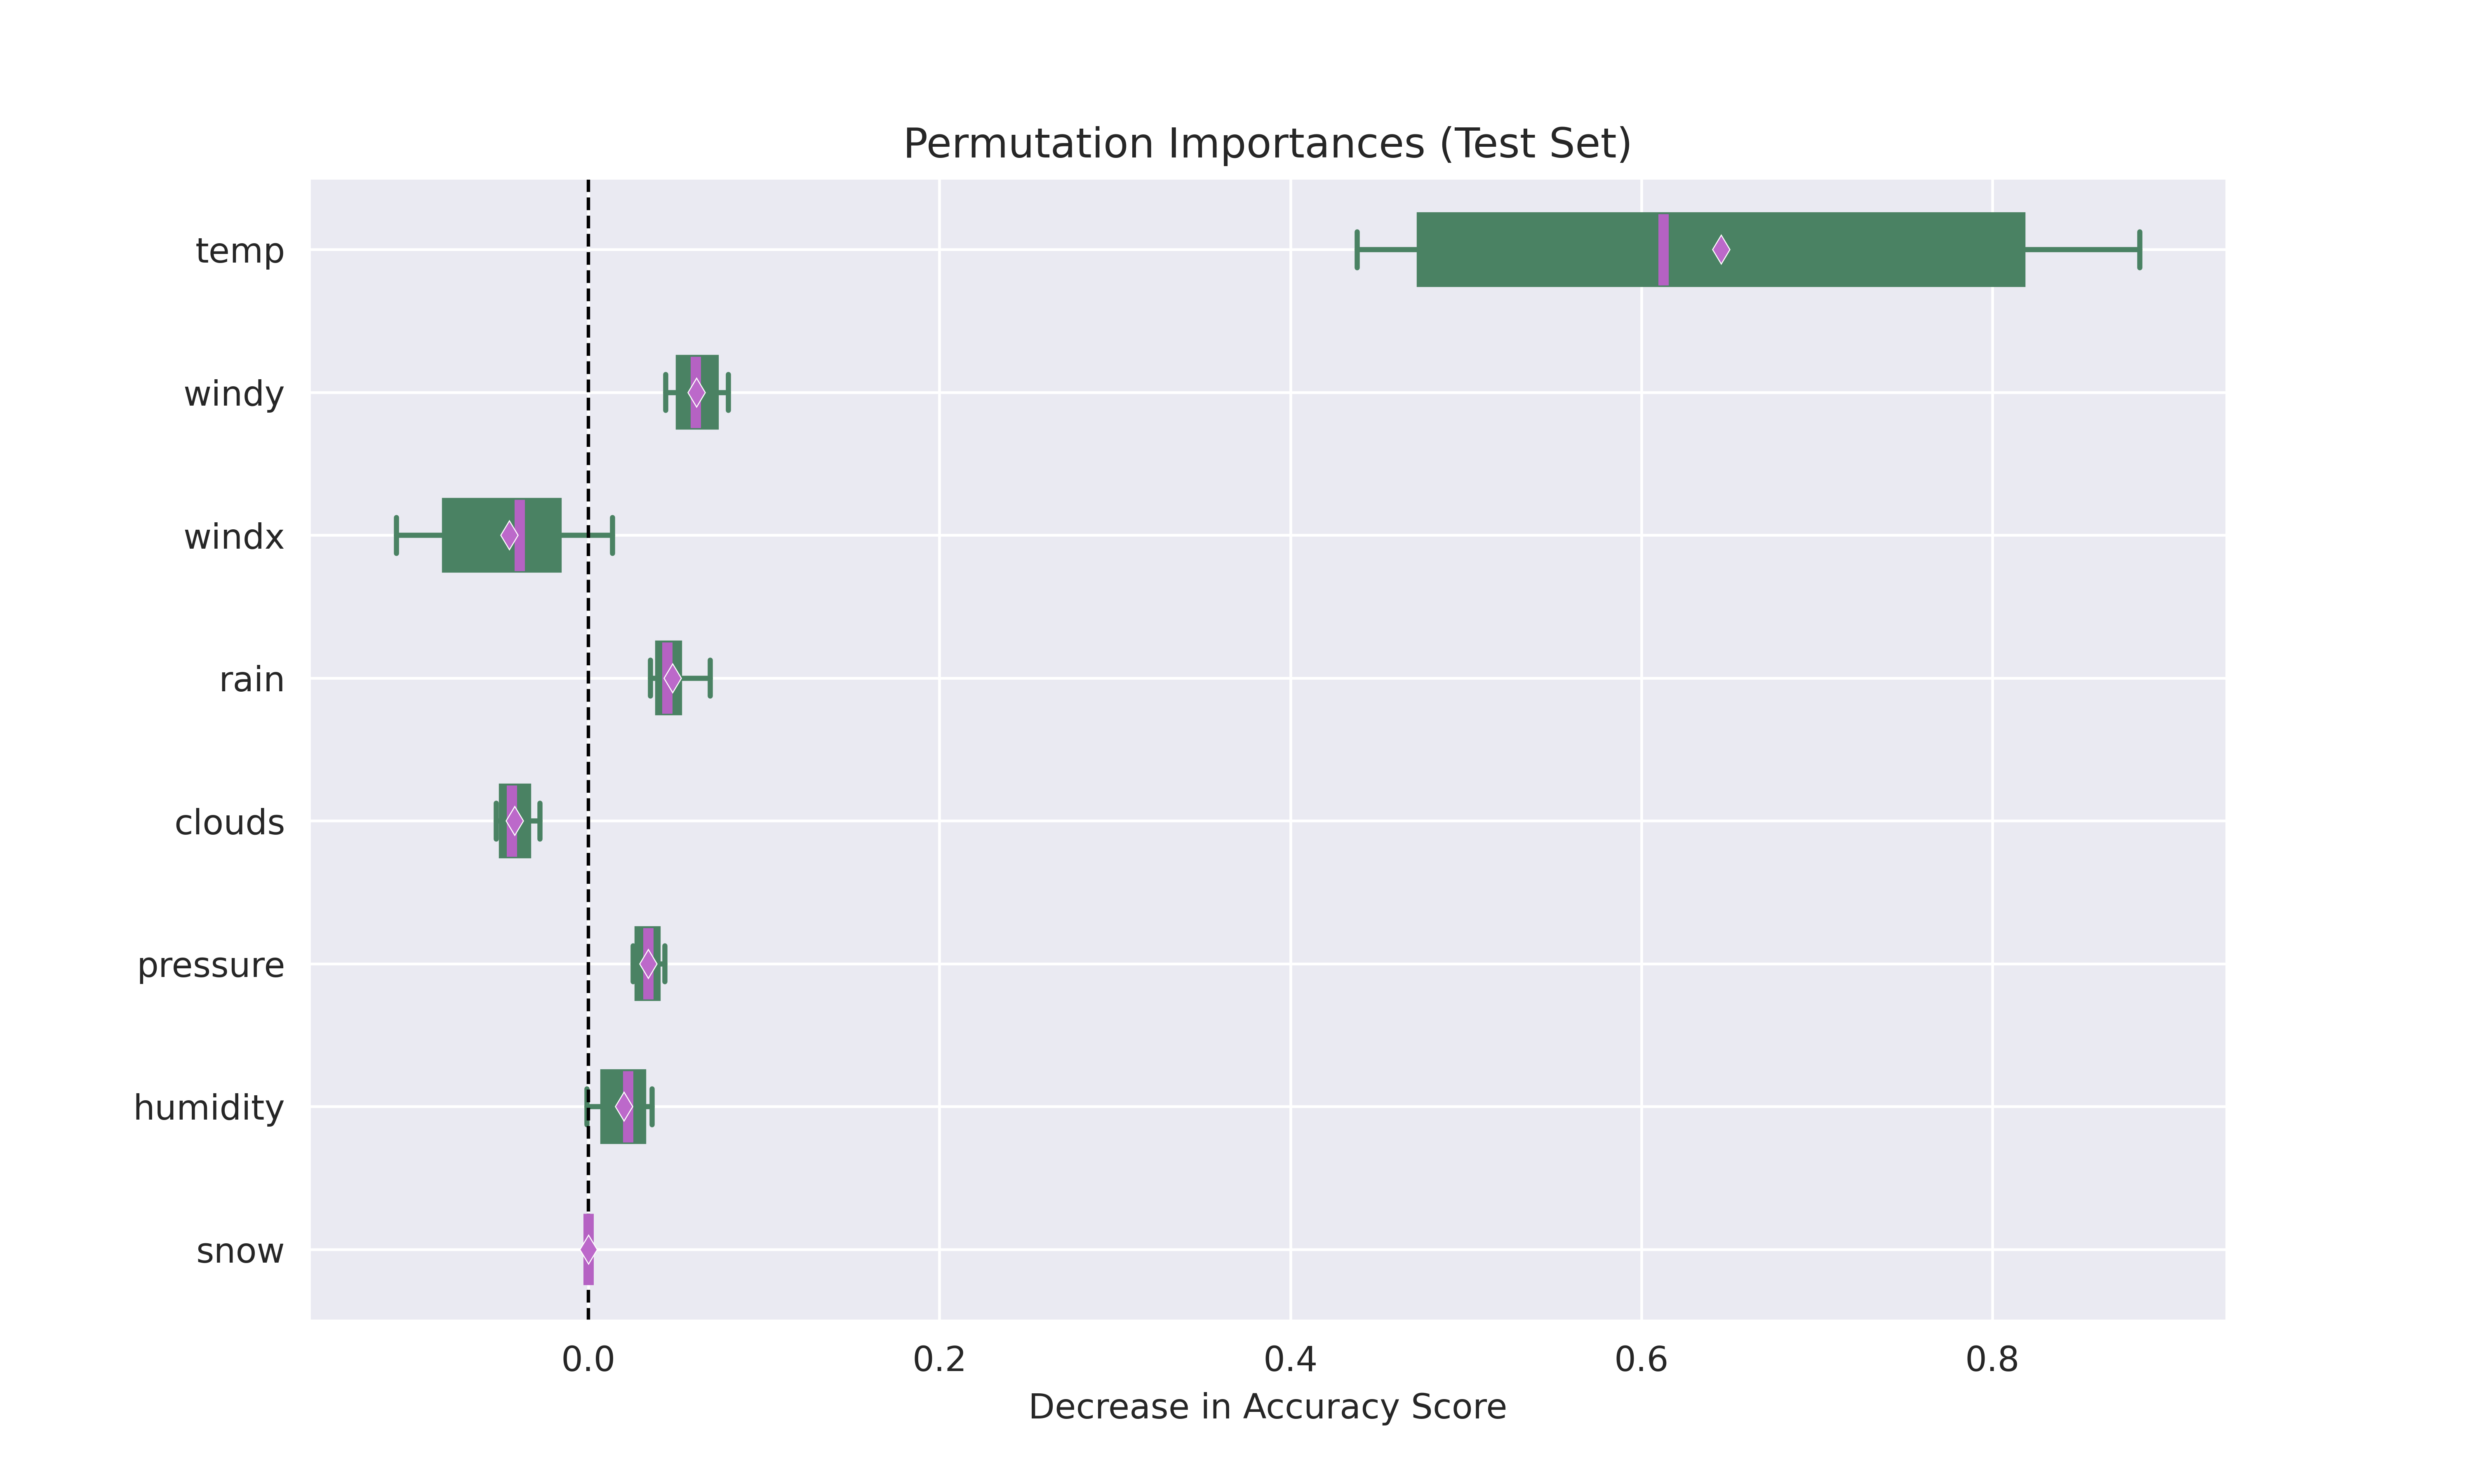 Permutation Importances (Test Set)
temp
windy
windx
rain
clouds
pressure
humidity
snow
0.0 0.2 0.4 0.6 0.8
Decrease in Accuracy Score